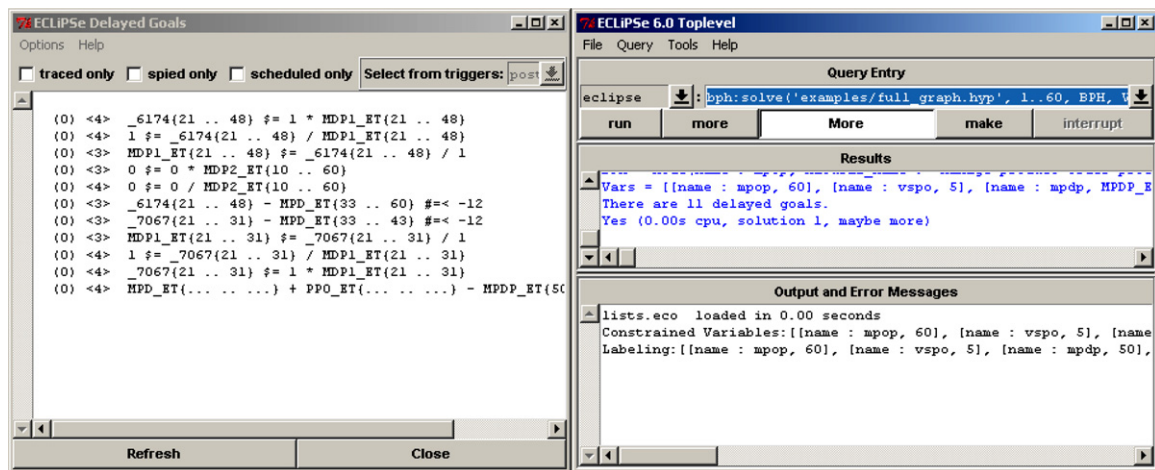 ECLiPSe Delayed Goals
Options Help
traced only spied only scheduled only Select from triggers: post
(0) <4> _6174{21 .. 48} $= 1 * MDP1_ET{21 .. 48}
(0) <4> 1 $= _6174{21 .. 48} / MDP1_ET{21 .. 48}
(0) <3> MDP1_ET{21 .. 48} $= _6174{21 .. 48} / 1
(0) <3> 0 $= 0 * MDP2_ET{10 .. 60}
(0) <4> 0 $= 0 / MDP2_ET{10 .. 60}
(0) <3> _6174{21 .. 48} - MPD_ET{33 .. 60} #=< -12
(0) <3> _7067{21 .. 31} - MPD_ET{33 .. 43} #=< -12
(0) <3> MDP1_ET{21 .. 31} $= _7067{21 .. 31} / 1
(0) <4> 1 $= _7067{21 .. 31} / MDP1_ET{21 .. 31}
(0) <3> _7067{21 .. 31} $= 1 * MDP1_ET{21 .. 31}
(0) <4> MPD_ET{... .. ...} + PPO_ET{... .. ...} - MPDP_ET{50
Refresh Close
ECLiPSe 6.0 Toplevel
File Query Tools Help
Query Entry
eclipse : bph:solve('examples/full_graph.hyp', 1..60, BPH, V
run more More make interrupt
Results
Vars = [[name : mpop, 60], [name : vspo, 5], [name : mpdp, MPDP_E
There are 11 delayed goals.
Yes (0.00s cpu, solution 1, maybe more)
Output and Error Messages
lists.eco loaded in 0.00 seconds
Constrained Variables:[[name : mpop, 60], [name : vspo, 5], [name
Labeling:[[name : mpop, 60], [name : vspo, 5], [name : mpdp, 50],